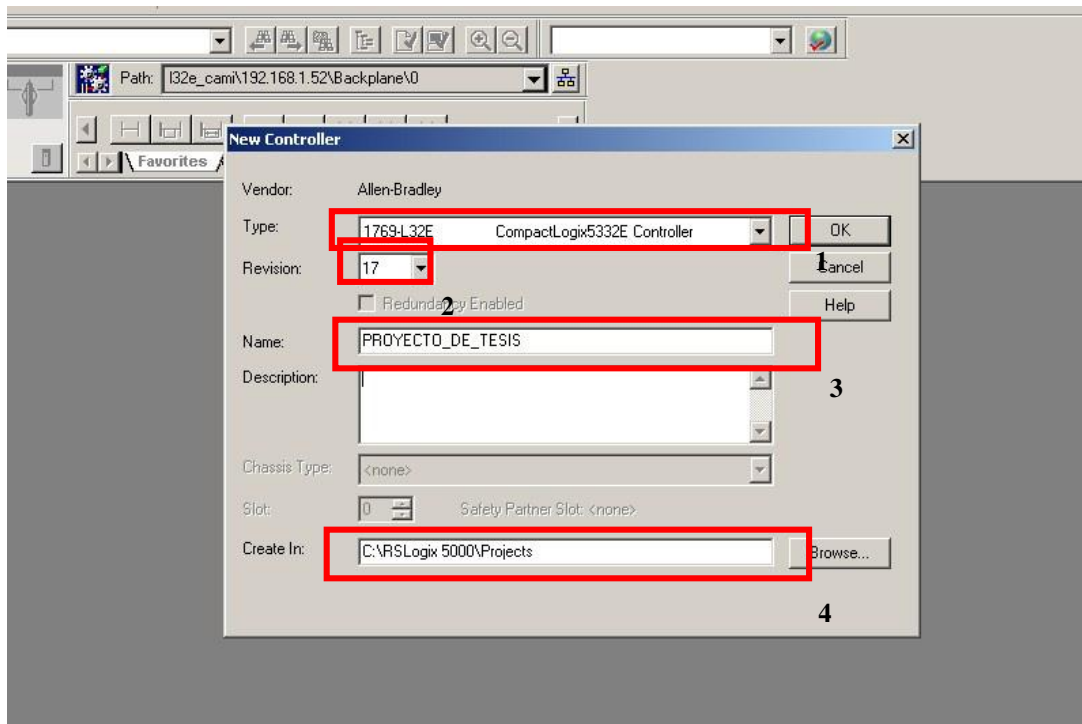 Path: l32e_cami\192.168.1.52\Backplane\0
Favorites
New Controller
Vendor: Allen-Bradley
Type: 1769-L32E CompactLogix5332E Controller OK
1
Revision: 17 Cancel
Redundancy Enabled Help
2
Name: PROYECTO_DE_TESIS
Description:
3
Chassis Type: <none>
Slot: 0 Safety Partner Slot: <none>
Create In: C:\RSLogix 5000\Projects Browse...
4